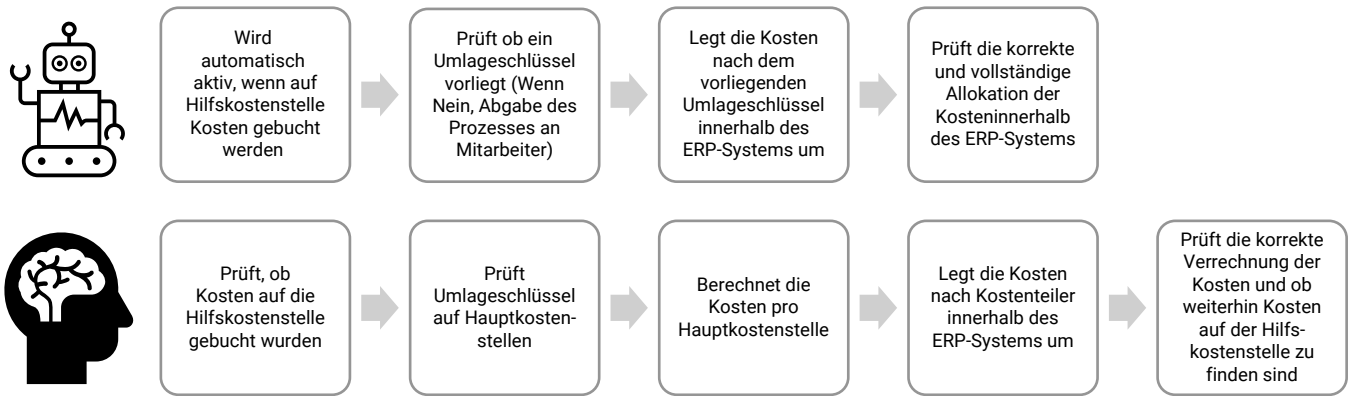 Wird
automatisch
aktiv, wenn auf
Hilfskostenstelle
Kosten gebucht
werden
Prüft ob ein
Umlageschlüssel
vorliegt (Wenn
Nein, Abgabe des
Prozesses an
Mitarbeiter)
Legt die Kosten
nach dem
vorliegenden
Umlageschlüssel
innerhalb des
ERP-Systems um
Prüft die korrekte
und vollständige
Allokation der
Kosteninnerhalb
des ERP-Systems
Prüft, ob
Kosten auf die
Hilfskostenstelle
gebucht wurden
Prüft
Umlageschlüssel
auf Hauptkosten-
stellen
Berechnet die
Kosten pro
Hauptkostenstelle
Legt die Kosten
nach Kostenteiler
innerhalb des
ERP-Systems um
Prüft die korrekte
Verrechnung der
Kosten und ob
weiterhin Kosten
auf der Hilfs-
kostenstelle zu
finden sind